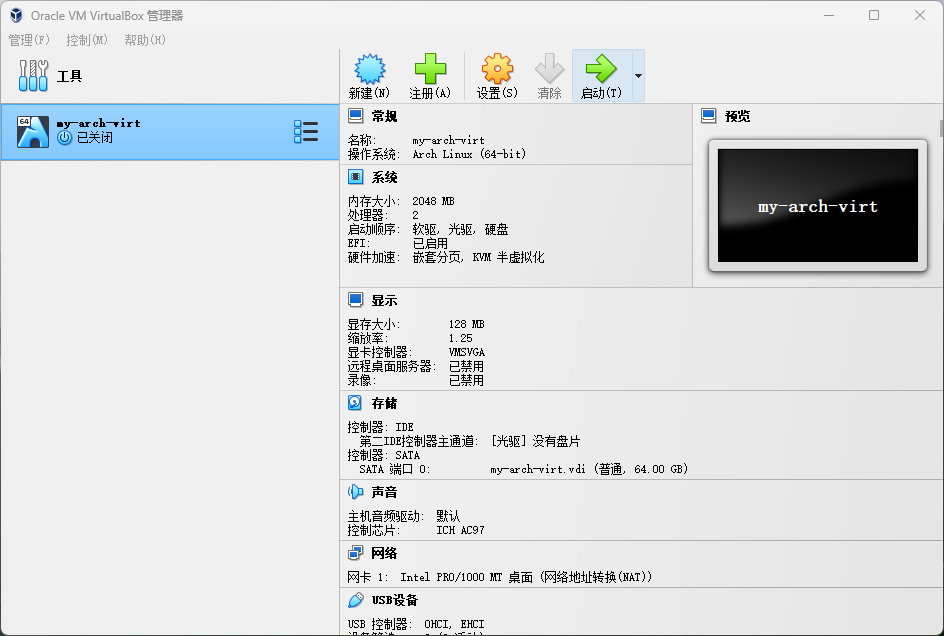 Oracle VM VirtualBox 管理器
管理(F) 控制(M) 帮助(H)
工具
新建(N) 注册(A) 设置(S) 清除 启动(T)
64
my-arch-virt
已关闭
常规
名称: my-arch-virt
操作系统: Arch Linux (64-bit)
系统
内存大小: 2048 MB
处理器: 2
启动顺序: 软驱, 光驱, 硬盘
EFI: 已启用
硬件加速: 嵌套分页, KVM 半虚拟化
预览
my-arch-virt
显示
显存大小: 128 MB
缩放率: 1.25
显卡控制器: VMSVGA
远程桌面服务器: 已禁用
录像: 已禁用
存储
控制器: IDE
第二IDE控制器主通道: [光驱] 没有盘片
控制器: SATA
SATA 端口 0: my-arch-virt.vdi (普通, 64.00 GB)
声音
主机音频驱动: 默认
控制芯片: ICH AC97
网络
网卡 1: Intel PRO/1000 MT 桌面 (网络地址转换(NAT))
USB设备
USB 控制器: OHCI, EHCI